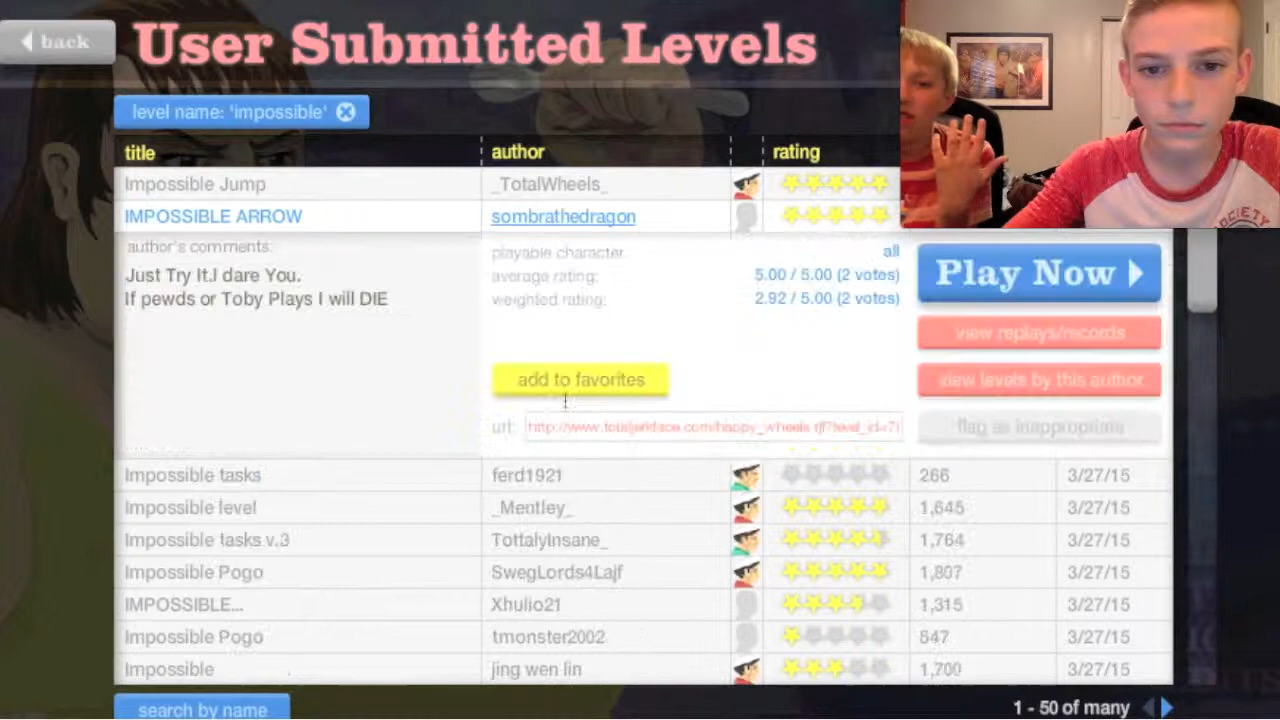 back
User Submitted Levels
level name: 'impossible'
title author rating
Impossible Jump _TotalWheels_
IMPOSSIBLE ARROW sombrathedragon
author's comments:
Just Try It.I dare You.
If pewds or Toby Plays I will DIE
playable character: all
average rating: 5.00 / 5.00 (2 votes)
weighted rating: 2.92 / 5.00 (2 votes)
Play Now
view replays/records
add to favorites
view levels by this author
url:
flag as inappropriate
Impossible tasks ferd1921 266 3/27/15
Impossible level _Mentley_ 1,645 3/27/15
Impossible tasks v.3 TottalyInsane_ 1,764 3/27/15
Impossible Pogo SwegLords4Lajf 1,807 3/27/15
IMPOSSIBLE... Xhulio21 1,315 3/27/15
Impossible Pogo tmonster2002 847 3/27/15
Impossible jing wen lin 1,700 3/27/15
search by name
1 - 50 of many